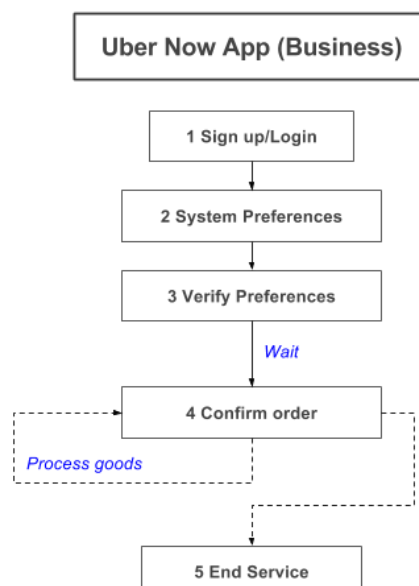 Uber Now App (Business)
1 Sign up/Login
2 System Preferences
3 Verify Preferences
Wait
4 Confirm order
Process goods
5 End Service